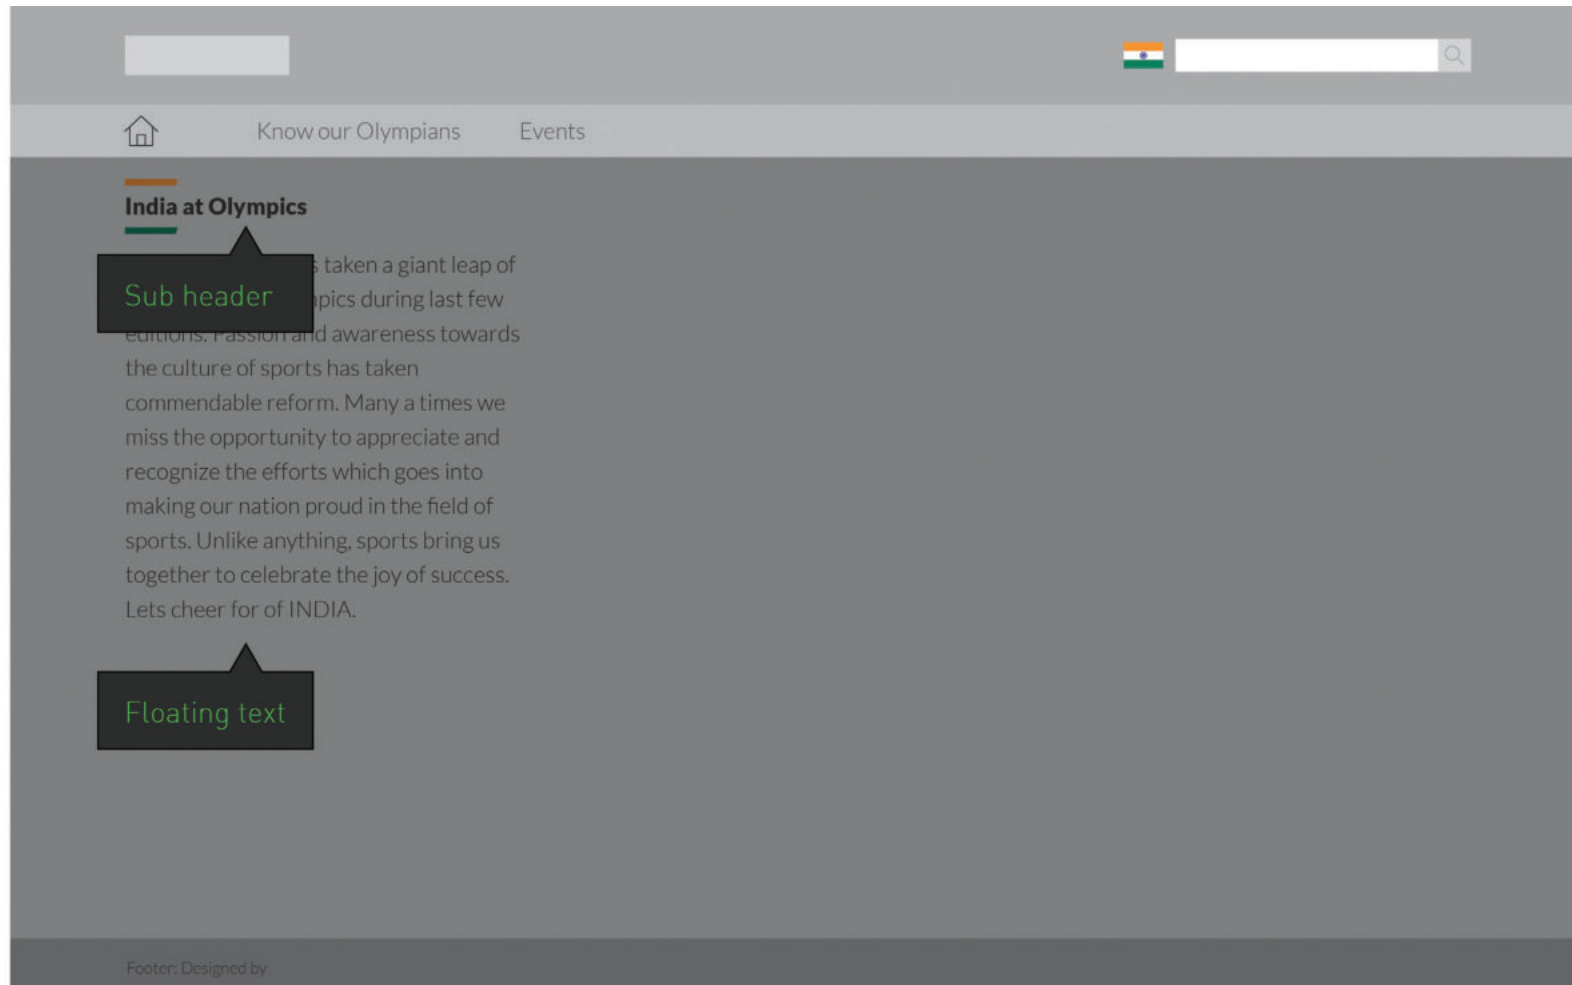 Know our Olympians Events
India at Olympics
Sub header
taken a giant leap of
pics during last few
editions. Passion and awareness towards
the culture of sports has taken
commendable reform. Many a times we
miss the opportunity to appreciate and
recognize the efforts which goes into
making our nation proud in the field of
sports. Unlike anything, sports bring us
together to celebrate the joy of success.
Lets cheer for of INDIA.
Floating text
Footer: Designed by